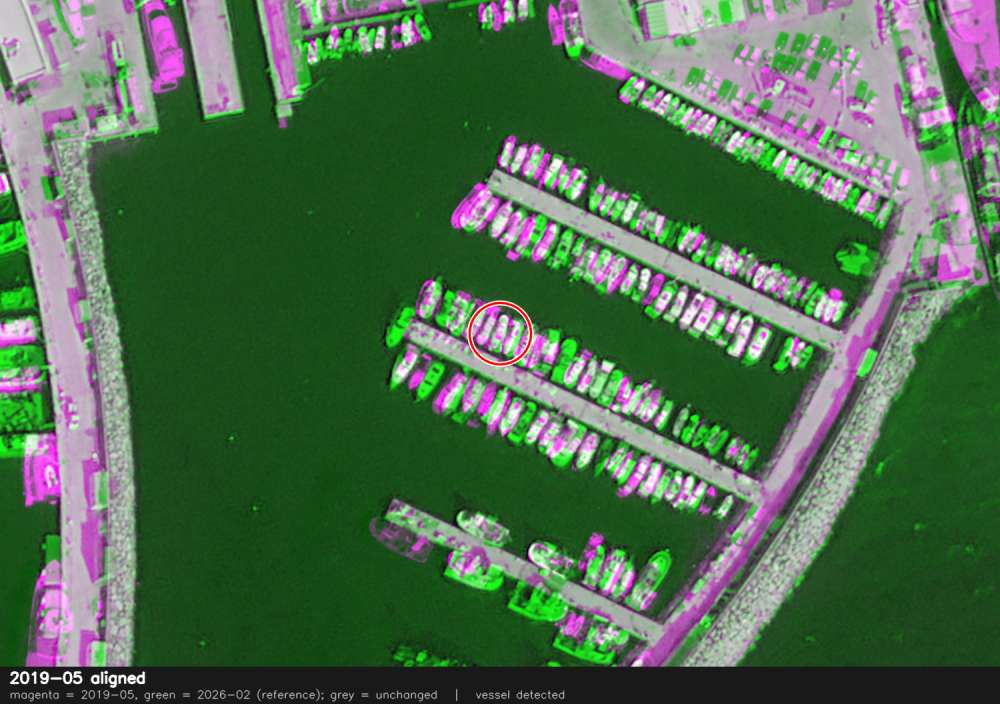 2019-05 aligned
magenta = 2019-05, green = 2026-02 (reference); grey = unchanged | vessel detected